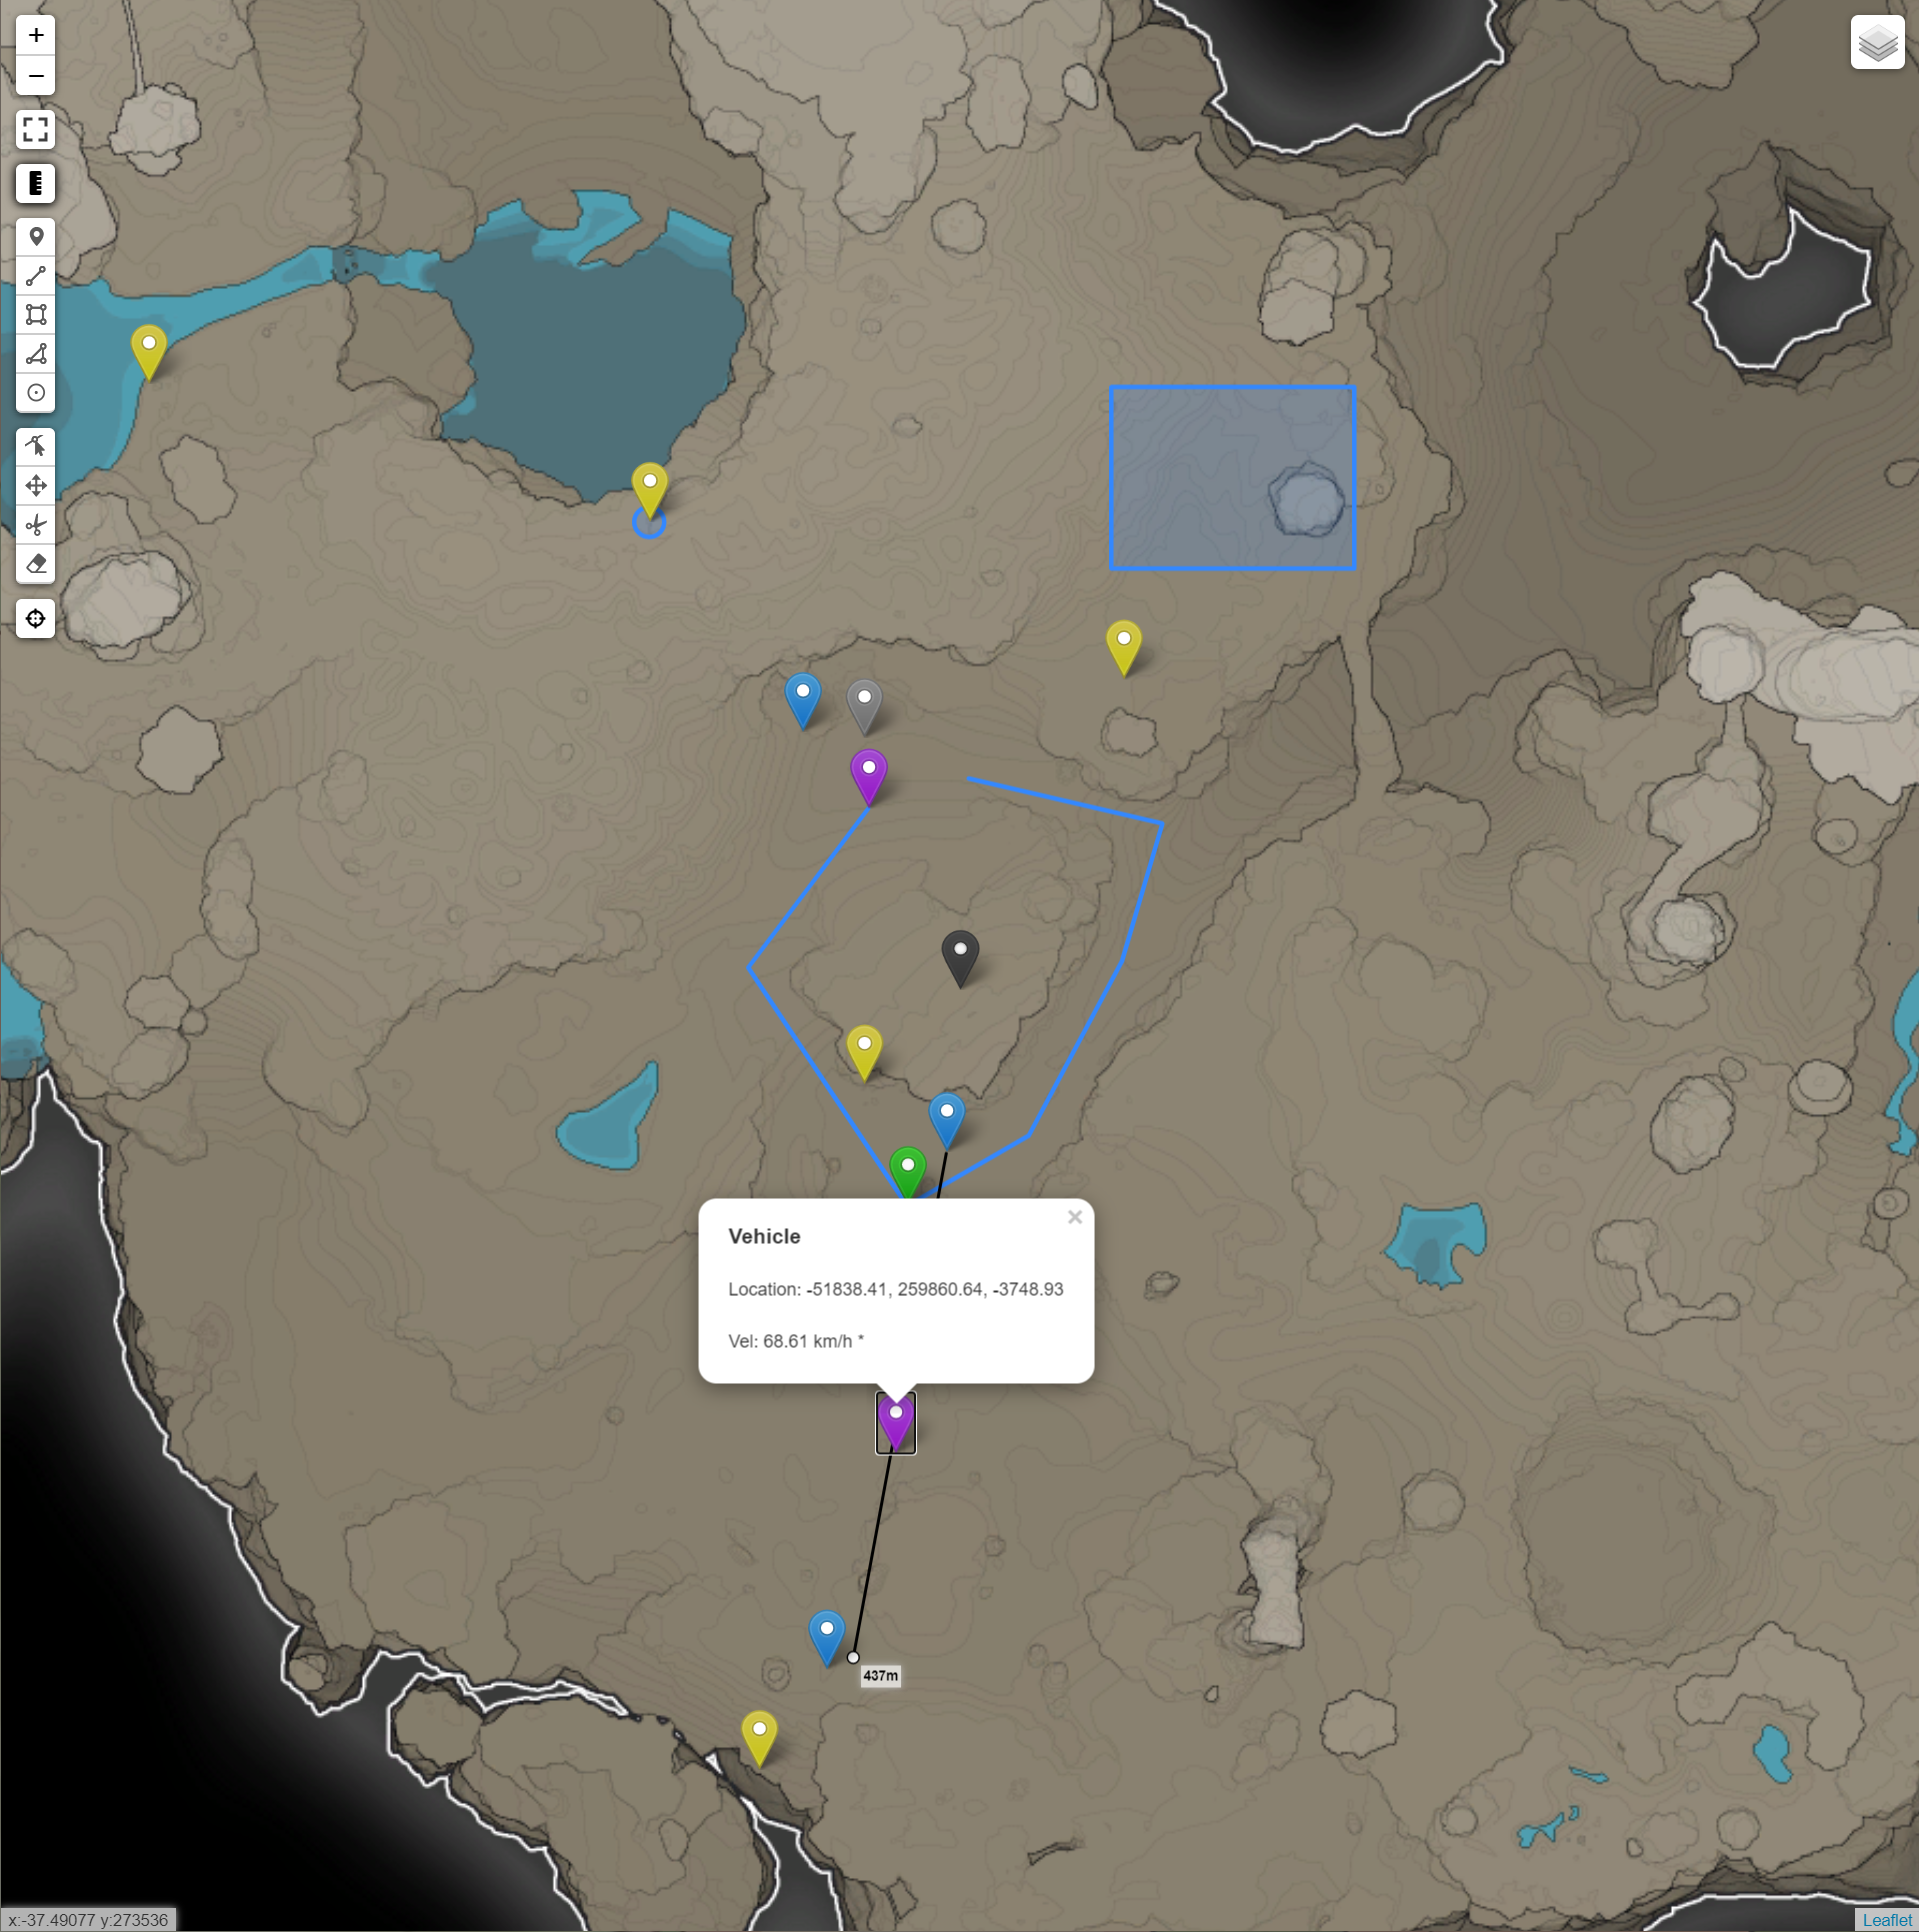 +
−
Vehicle
×
Location: -51838.41, 259860.64, -3748.93
Vel: 68.61 km/h *
437m
x:-37.49077 y:273536
Leaflet